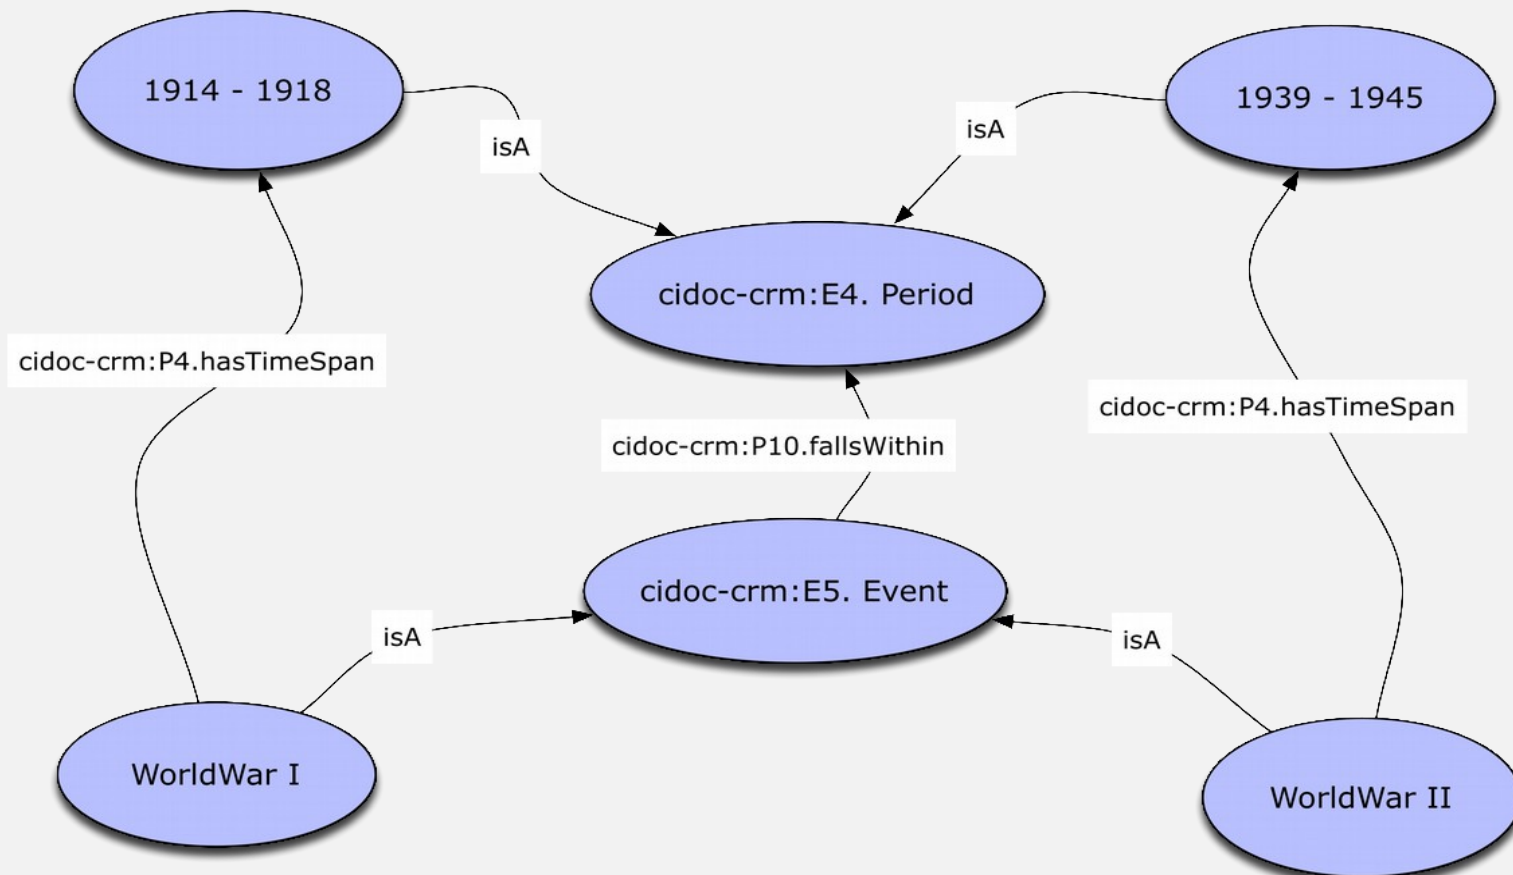 1914 - 1918
1939 - 1945
isA
isA
cidoc-crm:E4. Period
cidoc-crm:P4.hasTimeSpan
cidoc-crm:P4.hasTimeSpan
cidoc-crm:P10.fallsWithin
cidoc-crm:E5. Event
isA
isA
WorldWar I
WorldWar II